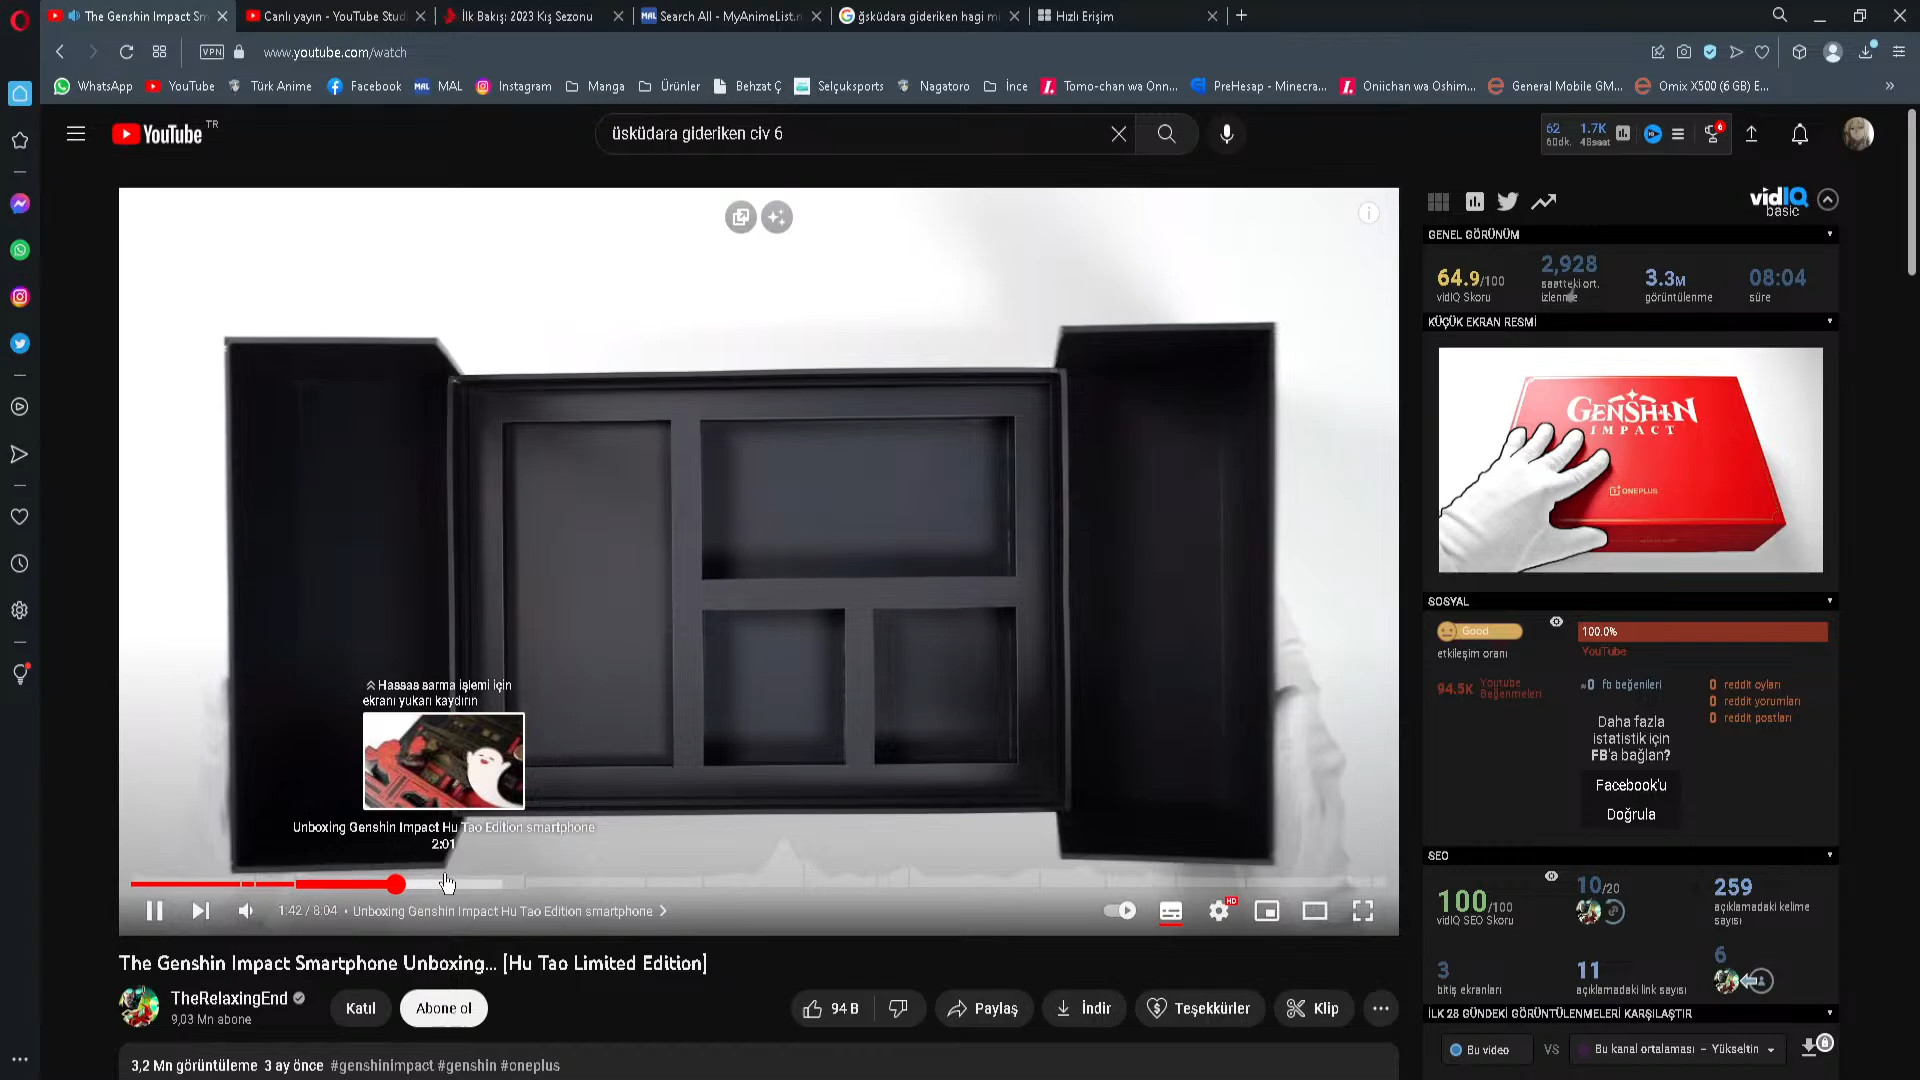 The Genshin Impact Sm
Canlı yayın - YouTube Stud
İlk Bakış: 2023 Kış Sezonu
MAL Search All - MyAnimeList.n
ğsküdara gideriken hagi m
Hızlı Erişim
VPN
www.youtube.com/watch
WhatsApp
YouTube
Türk Anime
Facebook
MAL MAL
Instagram
Manga
Ürünler
Behzat Ç
Selçuksports
Nagatoro
İnce
Tomo-chan wa Onn...
PreHesap - Minecra...
Oniichan wa Oshim...
General Mobile GM...
Omix X500 (6 GB) E...
YouTube TR
üsküdara gideriken civ 6
62
60dk.
1.7K
48saat
6
vidIQ
basic
GENEL GÖRÜNÜM
64.9/100
vidIQ Skoru
2,928
saatteki ort.
izlenme
3.3M
görüntülenme
08:04
süre
KÜÇÜK EKRAN RESMİ
GENSHIN
IMPACT
ONEPLUS
SOSYAL
Good
etkileşim oranı
100.0%
YouTube
94.5K Youtube
Beğenmeleri
≈0 fb beğenileri
Daha fazla
istatistik için
FB'a bağlan?
Facebook'u
Doğrula
0 reddit oyları
0 reddit yorumları
0 reddit postları
Hassas sarma işlemi için
ekranı yukarı kaydırın
Unboxing Genshin Impact Hu Tao Edition smartphone
2:01
1:42 / 8:04 • Unboxing Genshin Impact Hu Tao Edition smartphone
HD
SEO
100/100
vidIQ SEO Skoru
10/20
259
açıklamadaki kelime
sayısı
3
bitiş ekranları
11
açıklamadaki link sayısı
6
The Genshin Impact Smartphone Unboxing... [Hu Tao Limited Edition]
TheRelaxingEnd
9,03 Mn abone
Katıl
Abone ol
94 B
Paylaş
İndir
Teşekkürler
Klip
3,2 Mn görüntüleme 3 ay önce #genshinimpact #genshin #oneplus
İLK 28 GÜNDEKİ GÖRÜNTÜLENMELERİ KARŞILAŞTIR
Bu video
VS
Bu kanal ortalaması - Yükseltin